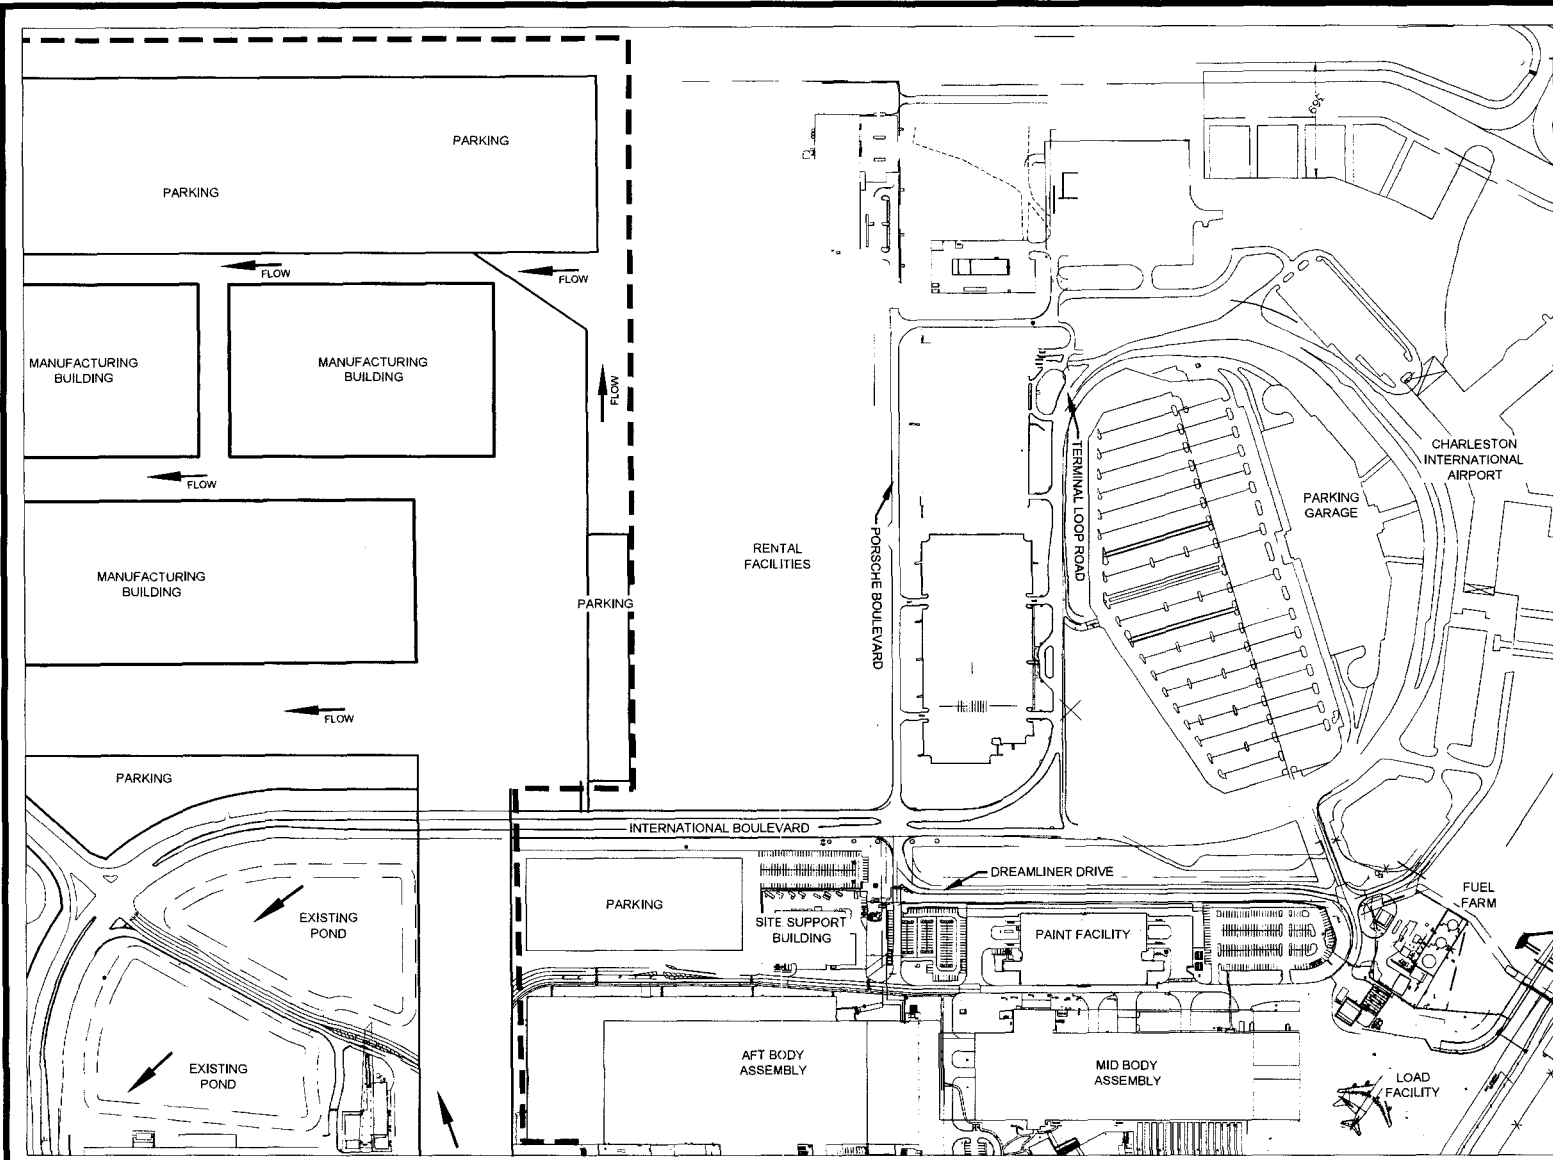 369
PARKING
PARKING
FLOW
FLOW
MANUFACTURING
BUILDING
MANUFACTURING
BUILDING
FLOW
FLOW
CHARLESTON
INTERNATIONAL
AIRPORT
TERMINAL LOOP ROAD
PARKING
GARAGE
PORSCHE BOULEVARD
RENTAL
FACILITIES
MANUFACTURING
BUILDING
PARKING
FLOW
PARKING
INTERNATIONAL BOULEVARD
DREAMLINER DRIVE
FUEL
FARM
PARKING
EXISTING
POND
SITE SUPPORT
BUILDING
PAINT FACILITY
EXISTING
POND
AFT BODY
ASSEMBLY
MID BODY
ASSEMBLY
LOAD
FACILITY